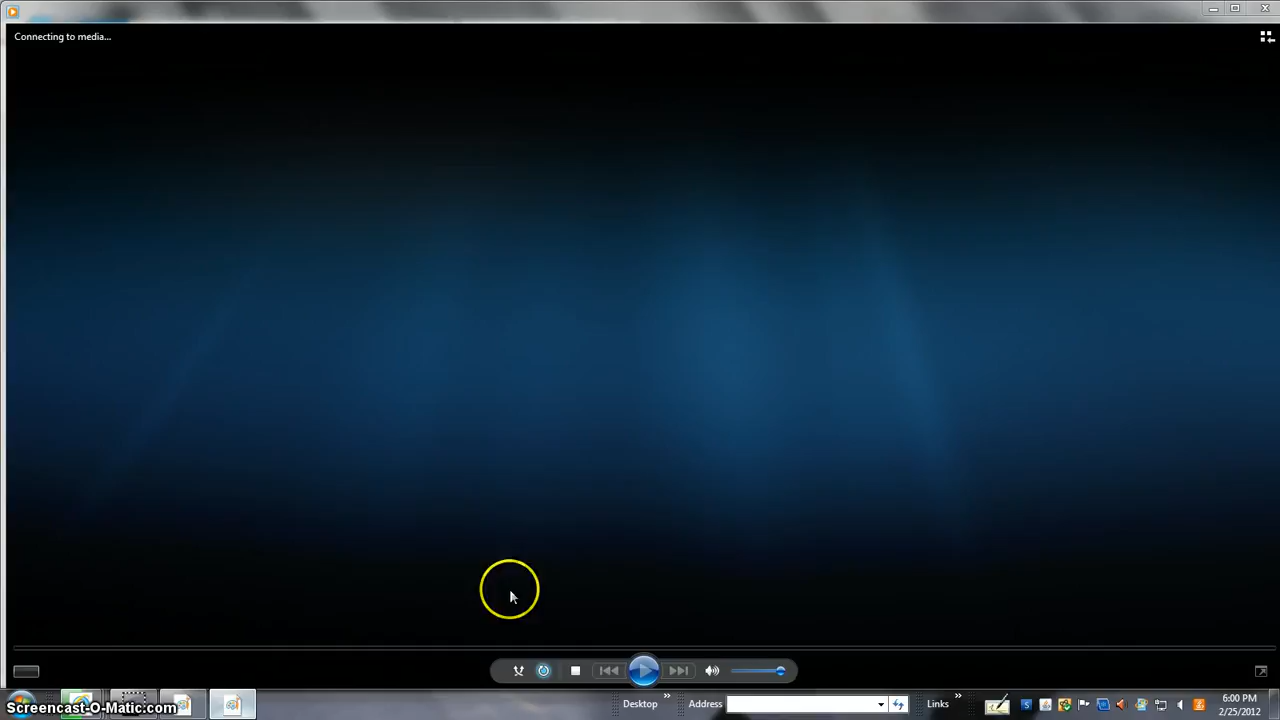 Connecting to media...
Desktop
»
Address
Links
»
6:00 PM
2/25/2012
Screencast-O-Matic.com